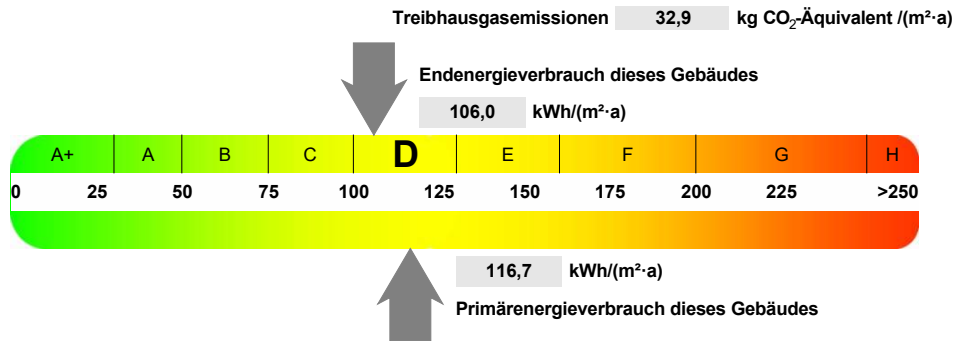 Treibhausgasemissionen 32,9 kg CO₂-Äquivalent /(m²·a)
Endenergieverbrauch dieses Gebäudes
106,0 kWh/(m²·a)
A+ A B C D E F G H
0 25 50 75 100 125 150 175 200 225 >250
116,7 kWh/(m²·a)
Primärenergieverbrauch dieses Gebäudes